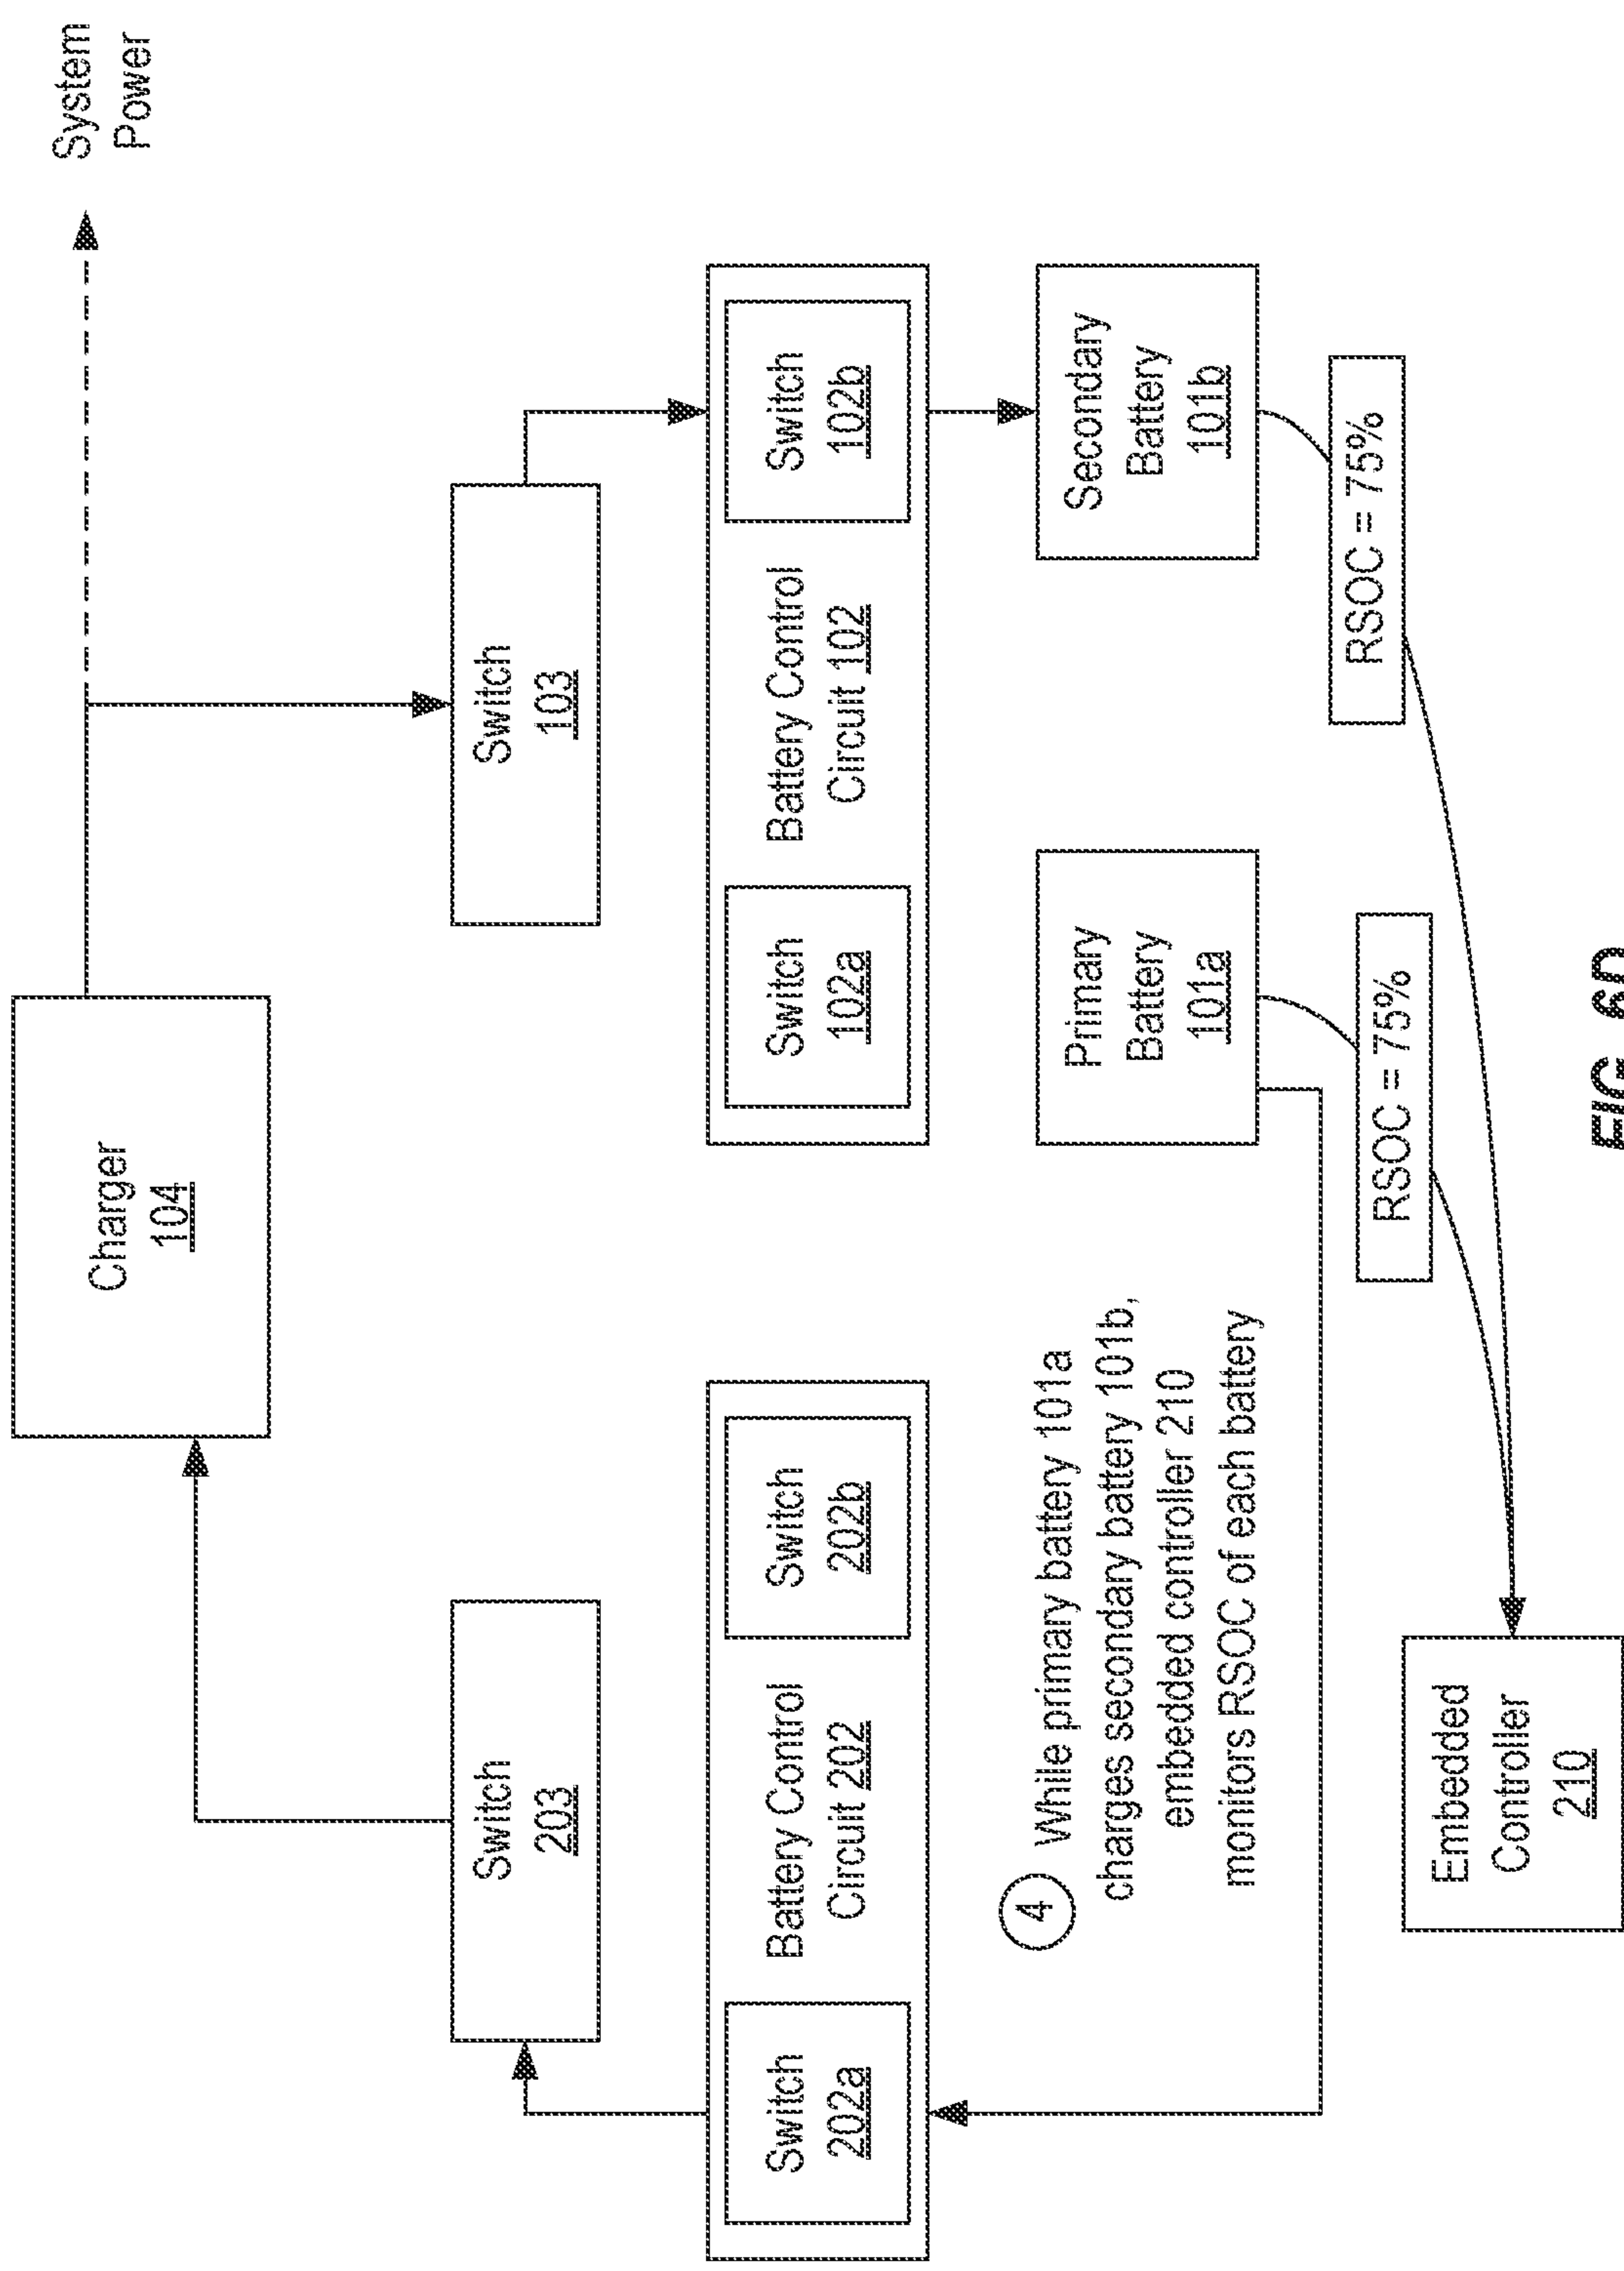 System
Power
Charger
104
Switch
203
Switch
103
Switch
202a
Battery Control
Circuit 202
Switch
202b
Switch
102a
Battery Control
Circuit 102
Switch
102b
4 While primary battery 101a
charges secondary battery 101b,
embedded controller 210
monitors RSOC of each battery
Primary
Battery
101a
Secondary
Battery
101b
RSOC = 75%
RSOC = 75%
Embedded
Controller
210
FIG. 6D